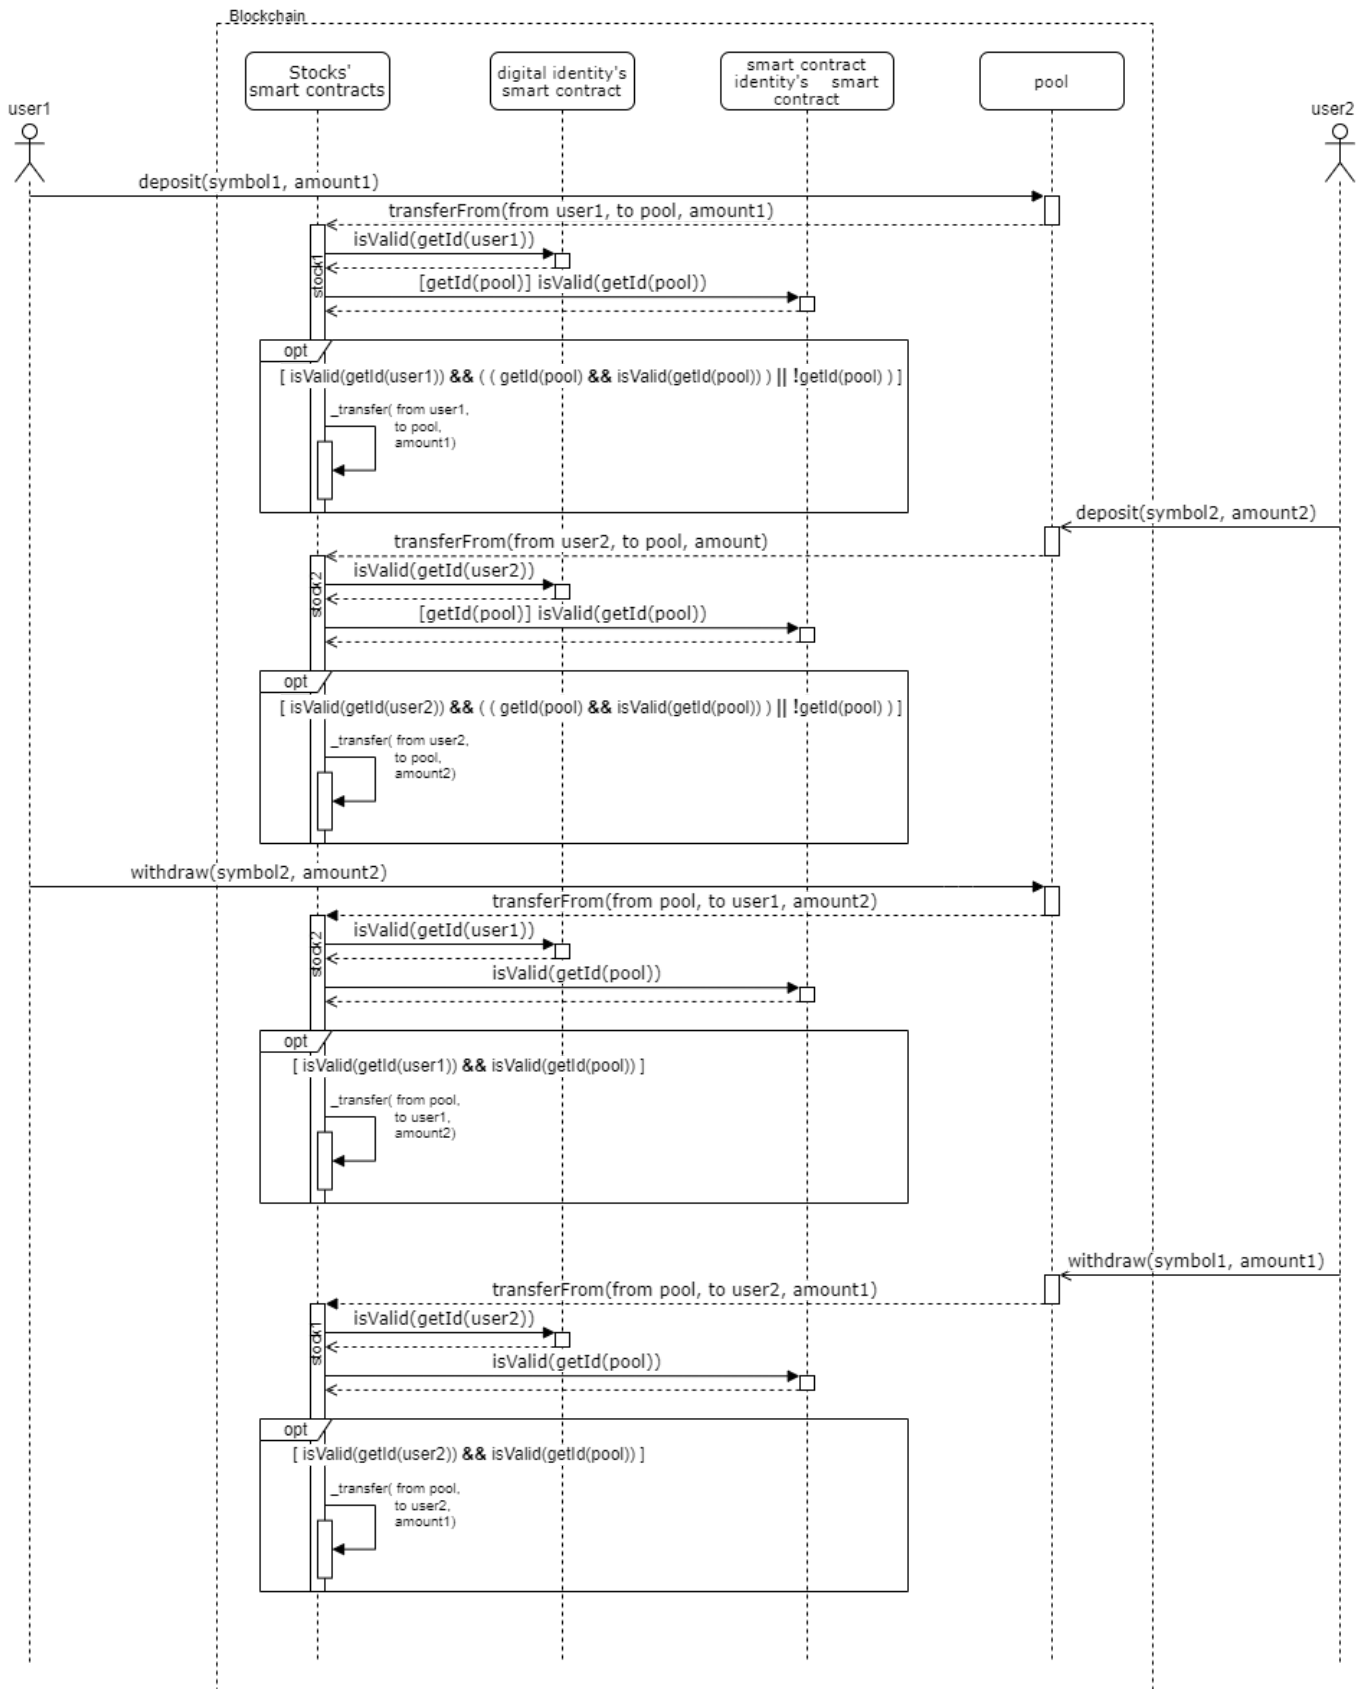 Blockchain
Stocks'
smart contracts
digital identity's
smart contract
smart contract
identity's smart
contract
pool
user1
user2
deposit(symbol1, amount1)
transferFrom(from user1, to pool, amount1)
isValid(getId(user1))
stock1
[getId(pool)] isValid(getId(pool))
opt
[ isValid(getId(user1)) && ( ( getId(pool) && isValid(getId(pool)) ) || !getId(pool) ) ]
_transfer( from user1,
to pool,
amount1)
deposit(symbol2, amount2)
transferFrom(from user2, to pool, amount)
isValid(getId(user2))
stock2
[getId(pool)] isValid(getId(pool))
opt
[ isValid(getId(user2)) && ( ( getId(pool) && isValid(getId(pool)) ) || !getId(pool) ) ]
_transfer( from user2,
to pool,
amount2)
withdraw(symbol2, amount2)
transferFrom(from pool, to user1, amount2)
isValid(getId(user1))
stock2
isValid(getId(pool))
opt
[ isValid(getId(user1)) && isValid(getId(pool)) ]
_transfer( from pool,
to user1,
amount2)
withdraw(symbol1, amount1)
transferFrom(from pool, to user2, amount1)
isValid(getId(user2))
stock1
isValid(getId(pool))
opt
[ isValid(getId(user2)) && isValid(getId(pool)) ]
_transfer( from pool,
to user2,
amount1)